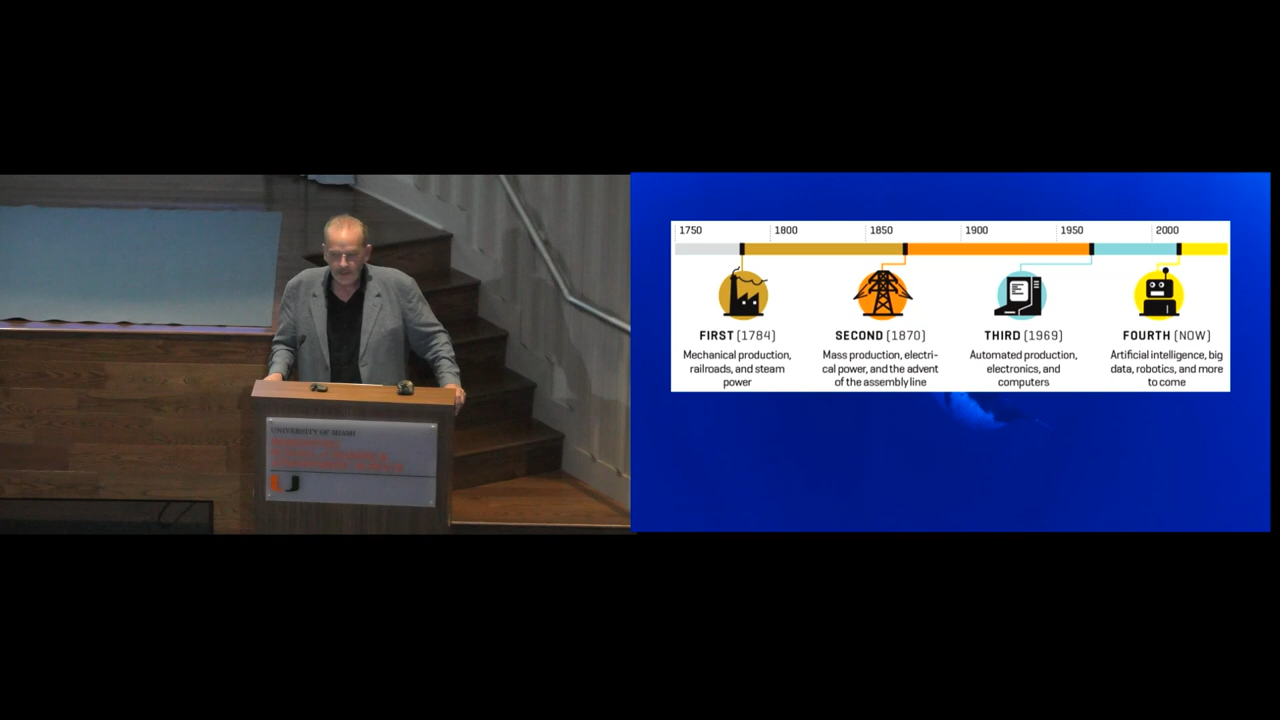 UNIVERSITY OF MIAMI
1750 1800 1850 1900 1950 2000
FIRST (1784)
Mechanical production,
railroads, and steam
power
SECOND (1870)
Mass production, electri-
cal power, and the advent
of the assembly line
THIRD (1969)
Automated production,
electronics, and
computers
FOURTH (NOW)
Artificial intelligence, big
data, robotics, and more
to come